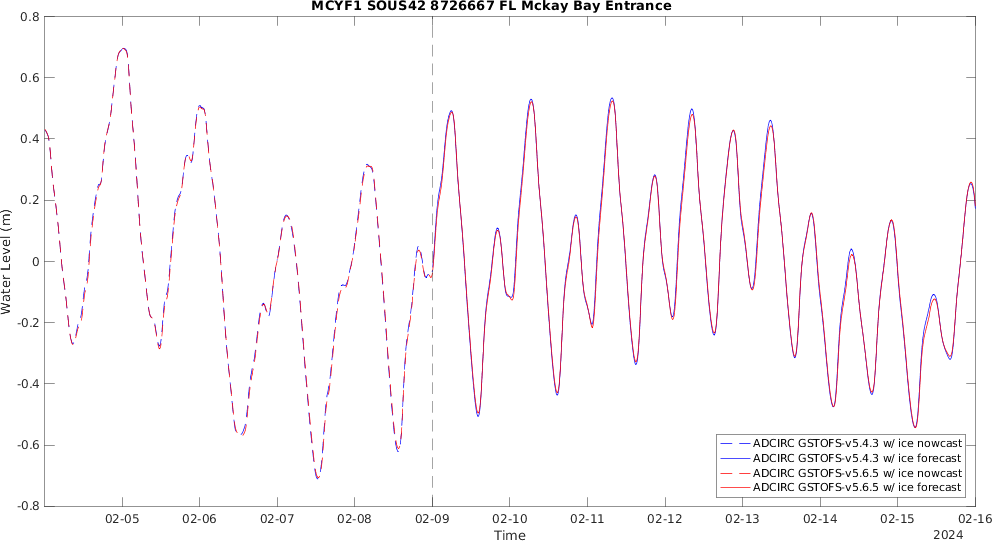 MCYF1 SOUS42 8726667 FL Mckay Bay Entrance
0.8
0.6
0.4
0.2
0
-0.2
-0.4
-0.6
-0.8
Water Level (m)
ADCIRC GSTOFS-v5.4.3 w/ ice nowcast
ADCIRC GSTOFS-v5.4.3 w/ ice forecast
ADCIRC GSTOFS-v5.6.5 w/ ice nowcast
ADCIRC GSTOFS-v5.6.5 w/ ice forecast
02-05 02-06 02-07 02-08 02-09 02-10 02-11 02-12 02-13 02-14 02-15 02-16
Time
2024